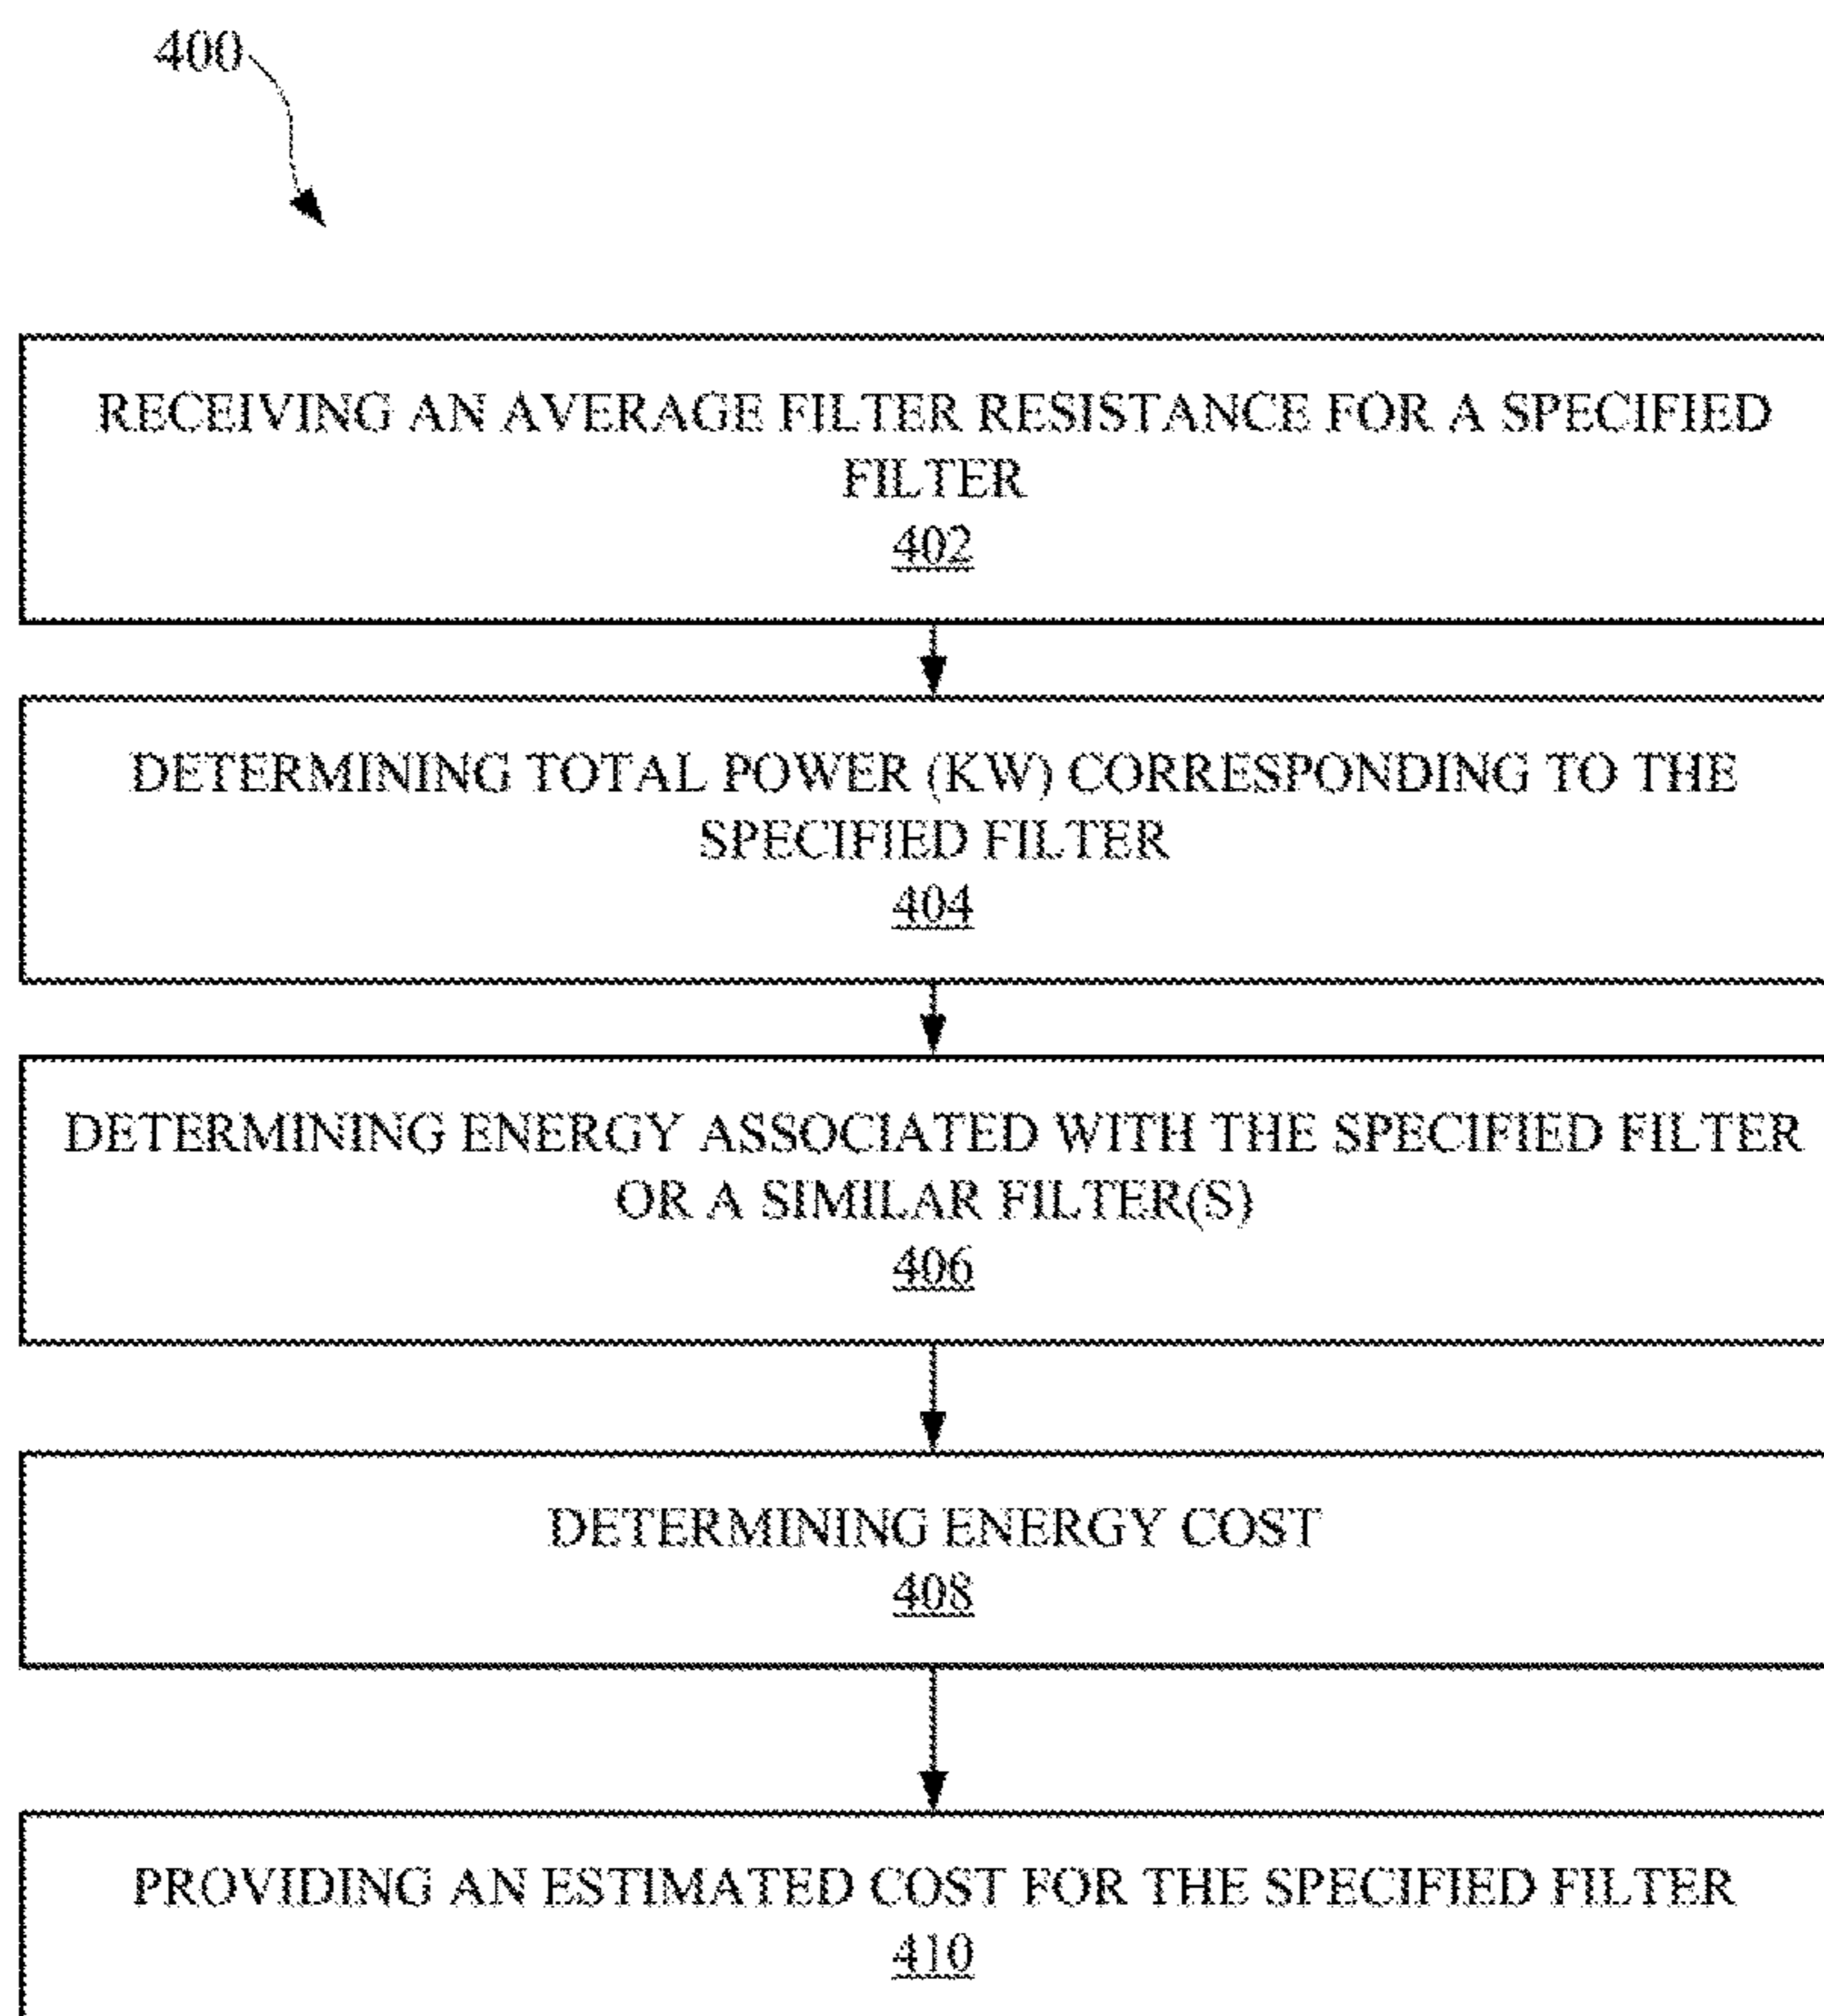 400
RECEIVING AN AVERAGE FILTER RESISTANCE FOR A SPECIFIED
FILTER
402
DETERMINING TOTAL POWER (KW) CORRESPONDING TO THE
SPECIFIED FILTER
404
DETERMINING ENERGY ASSOCIATED WITH THE SPECIFIED FILTER
OR A SIMILAR FILTER(S)
406
DETERMINING ENERGY COST
408
PROVIDING AN ESTIMATED COST FOR THE SPECIFIED FILTER
410